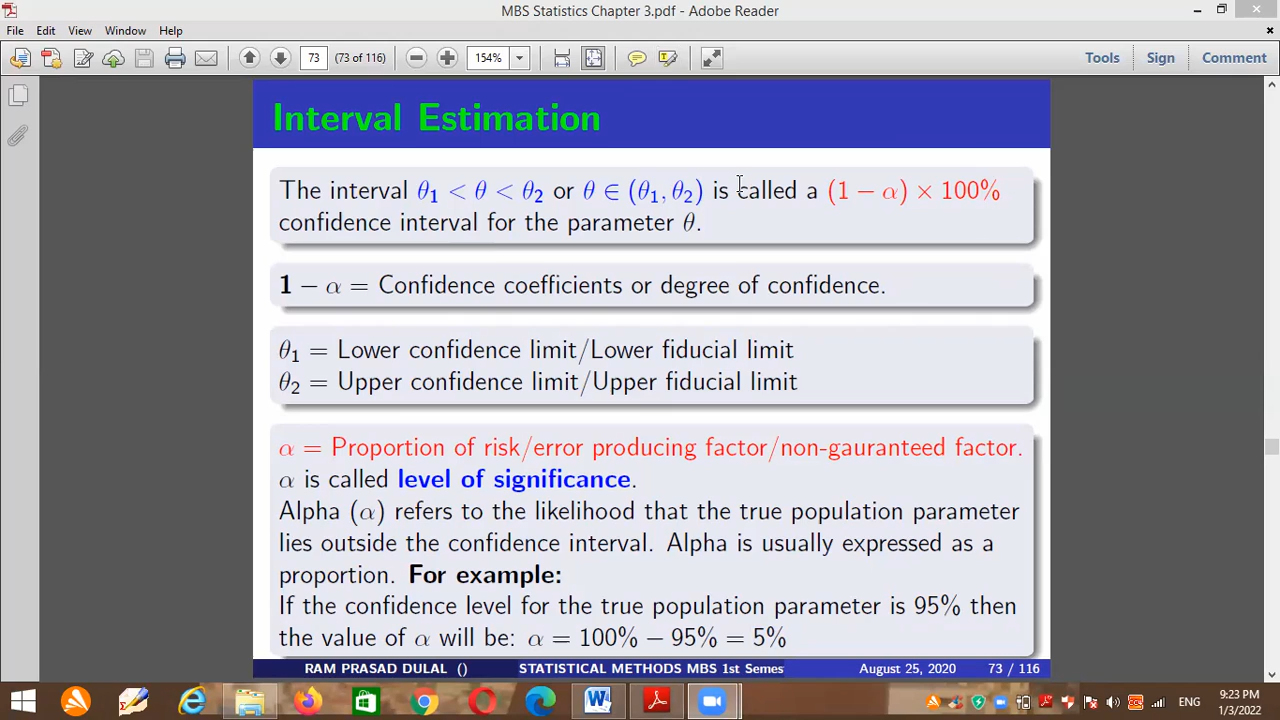 MBS Statistics Chapter 3.pdf - Adobe Reader
File Edit View Window Help
73 (73 of 116) 154% Tools Sign Comment
Interval Estimation
The interval θ₁ < θ < θ₂ or θ ∈ (θ₁, θ₂) is called a (1 − α) × 100%
confidence interval for the parameter θ.
1 − α = Confidence coefficients or degree of confidence.
θ₁ = Lower confidence limit/Lower fiducial limit
θ₂ = Upper confidence limit/Upper fiducial limit
α = Proportion of risk/error producing factor/non-gauranteed factor.
α is called level of significance.
Alpha (α) refers to the likelihood that the true population parameter
lies outside the confidence interval. Alpha is usually expressed as a
proportion. For example:
If the confidence level for the true population parameter is 95% then
the value of α will be: α = 100% − 95% = 5%
RAM PRASAD DULAL () STATISTICAL METHODS MBS 1st Semes August 25, 2020 73 / 116
ENG
9:23 PM
1/3/2022